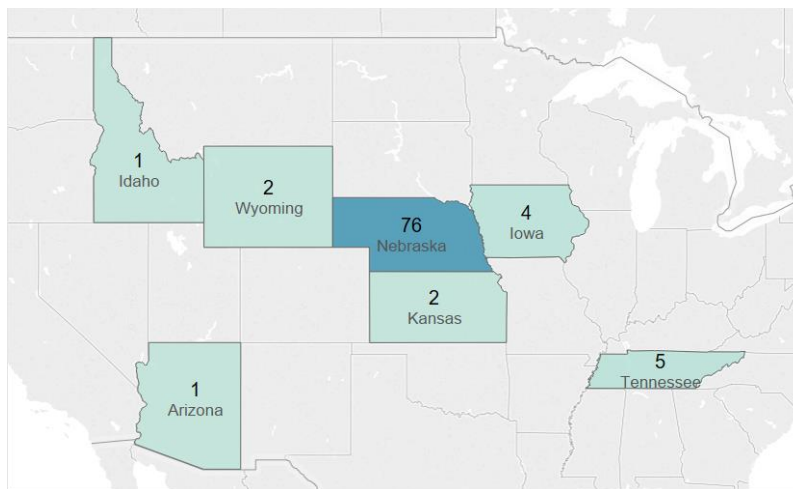 1
Idaho
2
Wyoming
76
Nebraska
4
Iowa
2
Kansas
1
Arizona
5
Tennessee